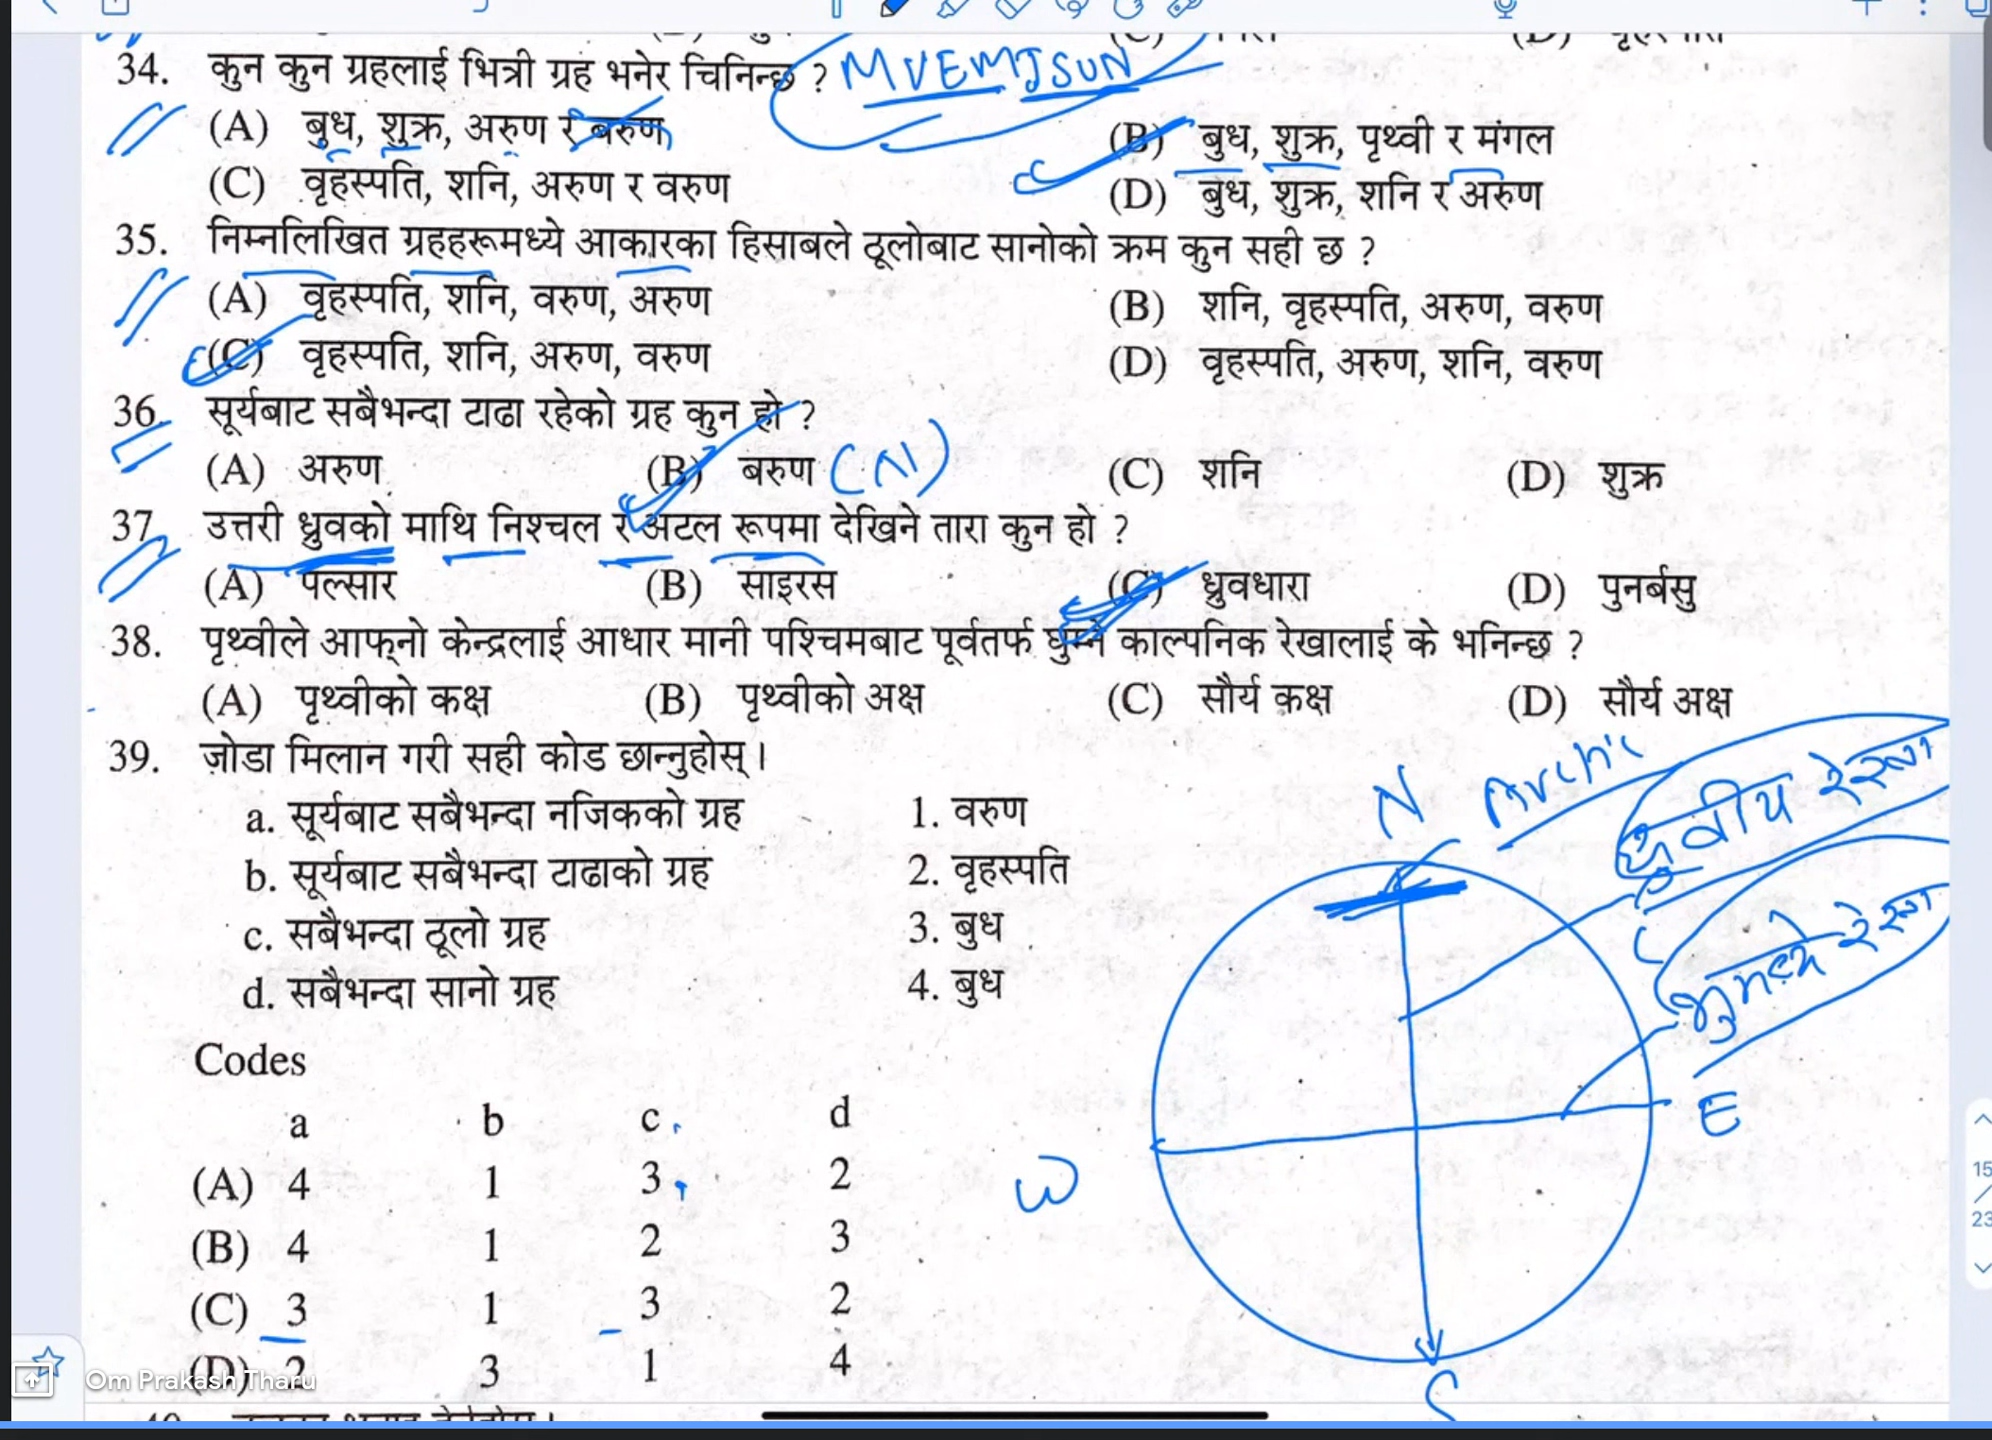 34. कुन कुन ग्रहलाई भित्री ग्रह भनेर चिनिन्छ ? MVEMJSUN
(A) बुध, शुक्र, अरुण र बरुण (B) बुध, शुक्र, पृथ्वी र मंगल
(C) वृहस्पति, शनि, अरुण र वरुण (D) बुध, शुक्र, शनि र अरुण
35. निम्नलिखित ग्रहहरूमध्ये आकारका हिसाबले ठूलोबाट सानोको क्रम कुन सही छ ?
(A) वृहस्पति, शनि, वरुण, अरुण (B) शनि, वृहस्पति, अरुण, वरुण
(C) वृहस्पति, शनि, अरुण, वरुण (D) वृहस्पति, अरुण, शनि, वरुण
36. सूर्यबाट सबैभन्दा टाढा रहेको ग्रह कुन हो ?
(A) अरुण (B) बरुण (N) (C) शनि (D) शुक्र
37. उत्तरी ध्रुवको माथि निश्चल र अटल रूपमा देखिने तारा कुन हो ?
(A) पल्सार (B) साइरस (C) ध्रुवधारा (D) पुनर्बसु
38. पृथ्वीले आफ्नो केन्द्रलाई आधार मानी पश्चिमबाट पूर्वतर्फ घुम्ने काल्पनिक रेखालाई के भनिन्छ ?
(A) पृथ्वीको कक्ष (B) पृथ्वीको अक्ष (C) सौर्य कक्ष (D) सौर्य अक्ष
39. जोडा मिलान गरी सही कोड छान्नुहोस् ।
N
ध्रुवीय रेखा
a. सूर्यबाट सबैभन्दा नजिकको ग्रह 1. वरुण
b. सूर्यबाट सबैभन्दा टाढाको ग्रह 2. वृहस्पति
c. सबैभन्दा ठूलो ग्रह 3. बुध
रेखा
d. सबैभन्दा सानो ग्रह 4. बुध
Codes
a b c d
E
(A) 4 1 3 2
W
(B) 4 1 2 3
(C) 3 1 3 2
(D) 2 3 1 4
Om Prakash Tharu
S
15
23